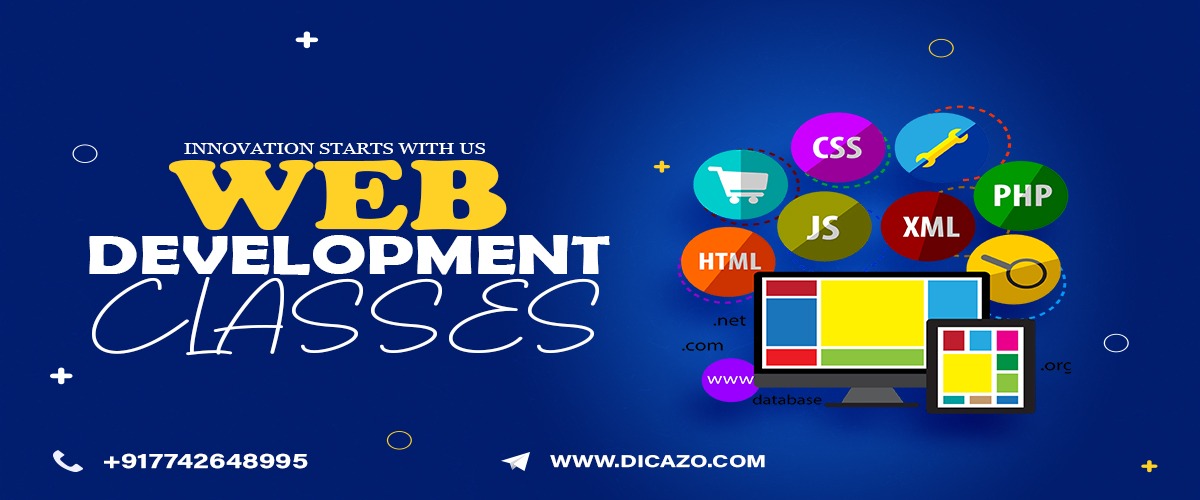 INNOVATION STARTS WITH US
WEB
DEVELOPMENT
CLASSES
+917742648995
WWW.DICAZO.COM
CSS
PHP
JS
XML
HTML
.net
.com
www
database
.org